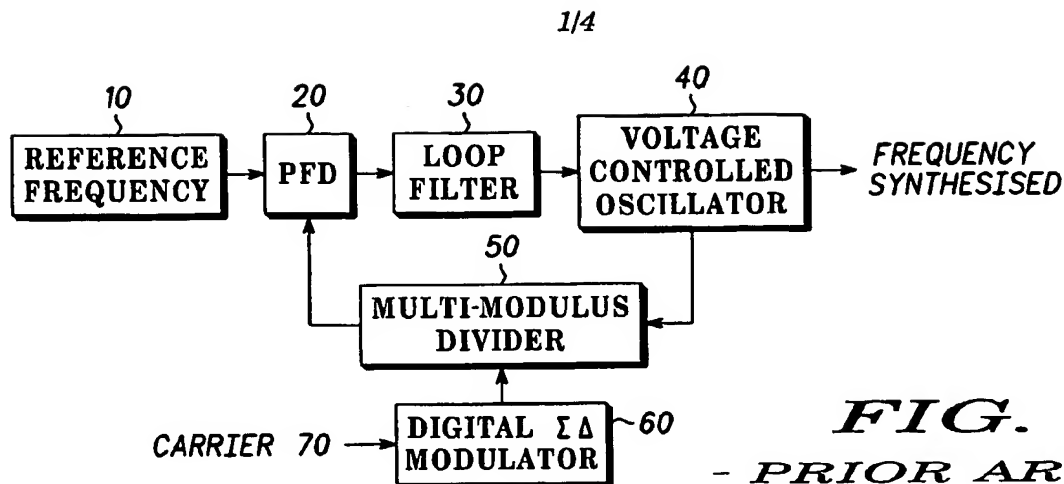 1/4
10
20
30
40
REFERENCE
FREQUENCY
PFD
LOOP
FILTER
VOLTAGE
CONTROLLED
OSCILLATOR
FREQUENCY
SYNTHESISED
50
MULTI-MODULUS
DIVIDER
CARRIER 70
DIGITAL ΣΔ
MODULATOR
60
FIG.
- PRIOR AR